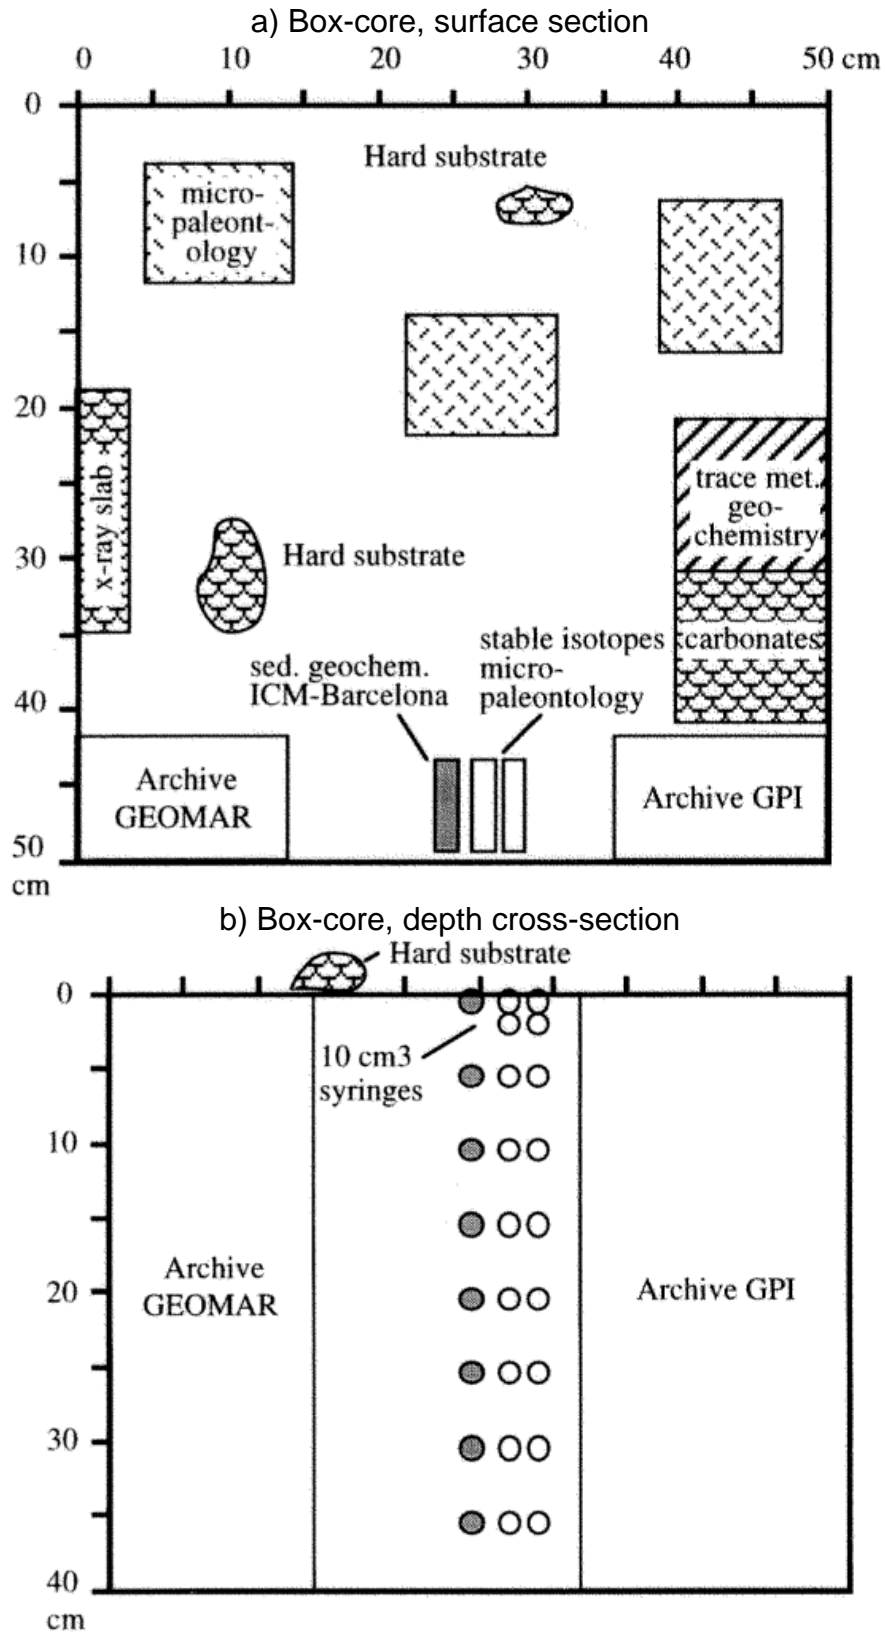 a) Box-core, surface section
0 10 20 30 40 50 cm
0
Hard substrate
micro-
paleont-
ology
10
20
x-ray slab
trace met.
geo-
chemistry
30
Hard substrate
stable isotopes
micro-
paleontology
carbonates
sed. geochem.
ICM-Barcelona
40
Archive
GEOMAR
Archive GPI
50
cm
b) Box-core, depth cross-section
Hard substrate
0
10 cm3
syringes
10
Archive
GEOMAR
20
Archive GPI
30
40
cm